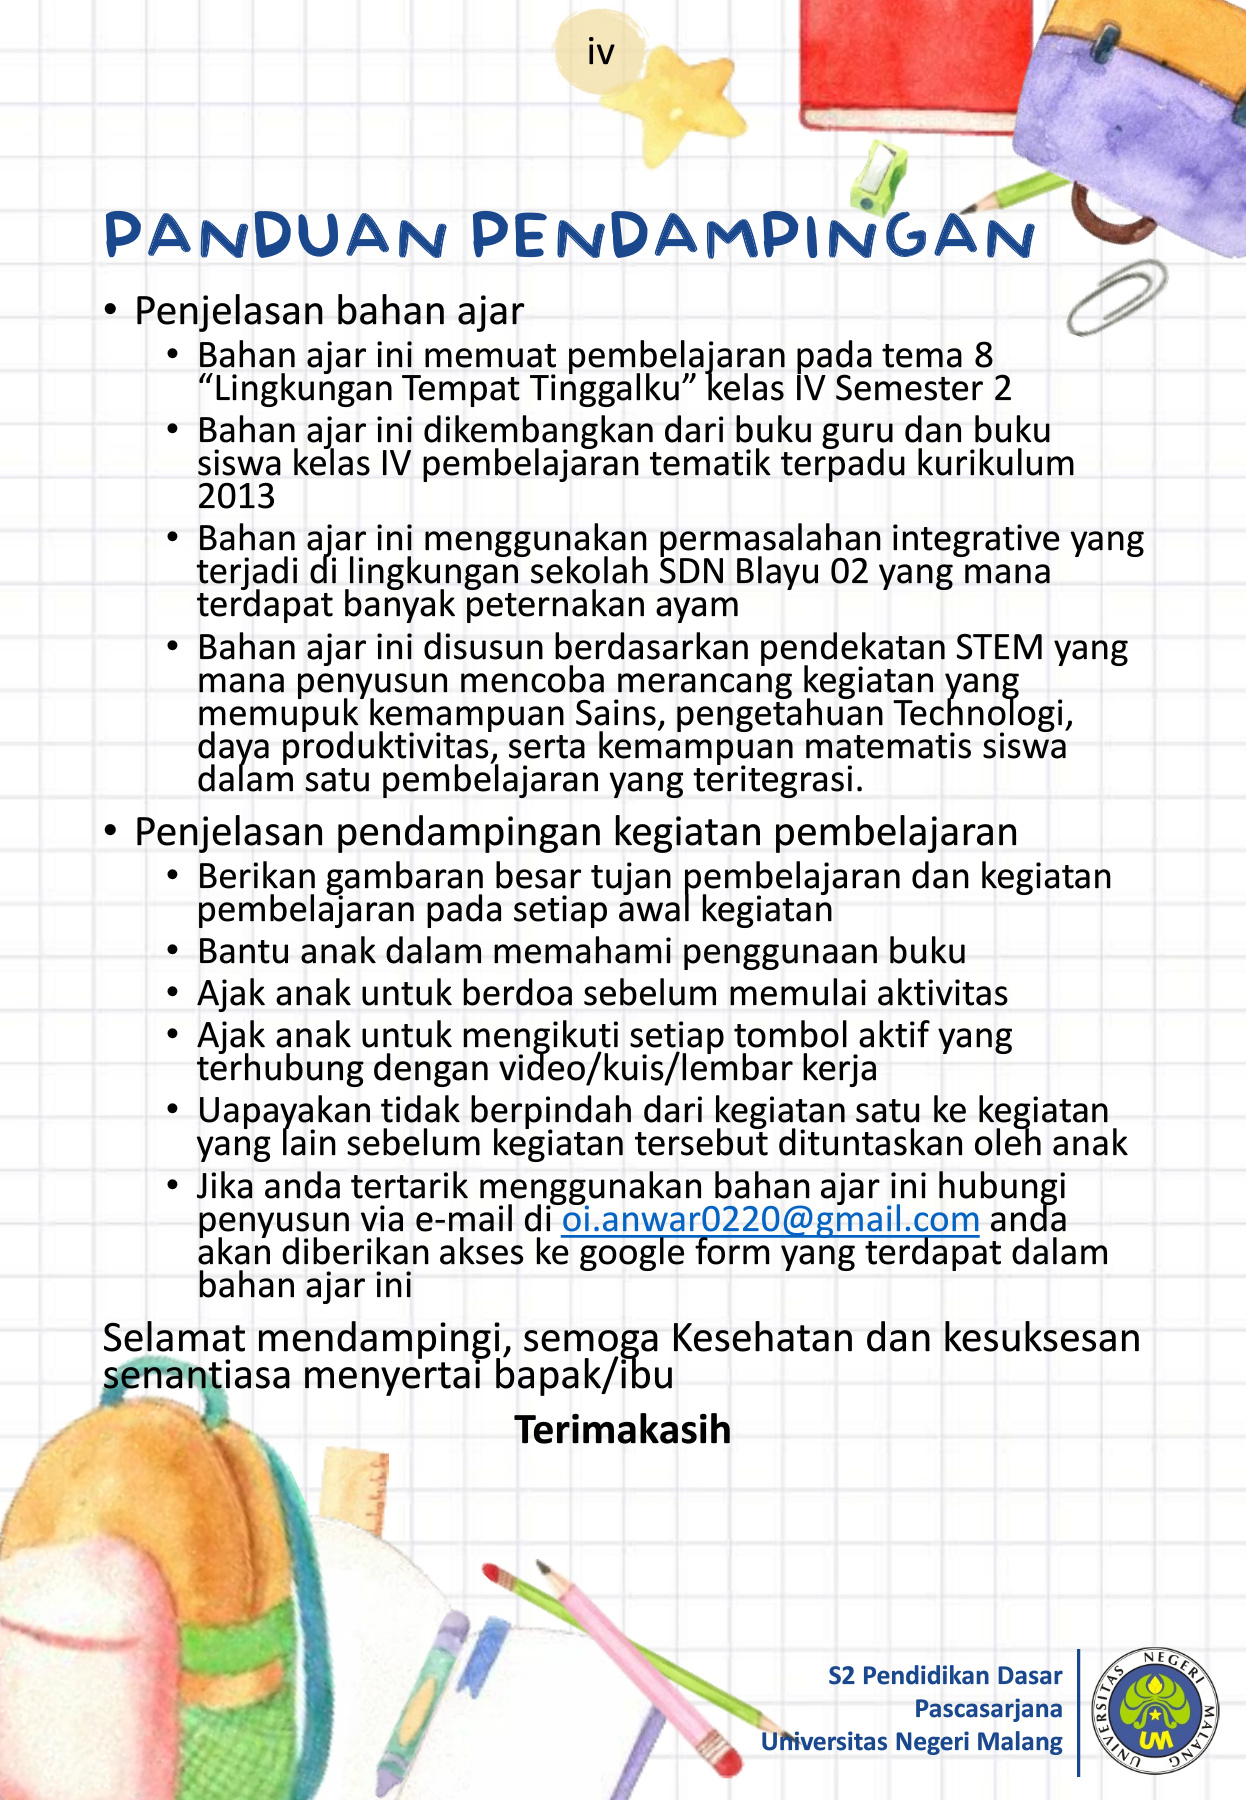 iv
PANDUAN PENDAMPINGAN
• Penjelasan bahan ajar
• Bahan ajar ini memuat pembelajaran pada tema 8
“Lingkungan Tempat Tinggalku” kelas IV Semester 2
• Bahan ajar ini dikembangkan dari buku guru dan buku
siswa kelas IV pembelajaran tematik terpadu kurikulum
2013
• Bahan ajar ini menggunakan permasalahan integrative yang
terjadi di lingkungan sekolah SDN Blayu 02 yang mana
terdapat banyak peternakan ayam
• Bahan ajar ini disusun berdasarkan pendekatan STEM yang
mana penyusun mencoba merancang kegiatan yang
memupuk kemampuan Sains, pengetahuan Technologi,
daya produktivitas, serta kemampuan matematis siswa
dalam satu pembelajaran yang teritegrasi.
• Penjelasan pendampingan kegiatan pembelajaran
• Berikan gambaran besar tujan pembelajaran dan kegiatan
pembelajaran pada setiap awal kegiatan
• Bantu anak dalam memahami penggunaan buku
• Ajak anak untuk berdoa sebelum memulai aktivitas
• Ajak anak untuk mengikuti setiap tombol aktif yang
terhubung dengan video/kuis/lembar kerja
• Uapayakan tidak berpindah dari kegiatan satu ke kegiatan
yang lain sebelum kegiatan tersebut dituntaskan oleh anak
• Jika anda tertarik menggunakan bahan ajar ini hubungi
penyusun via e-mail di oi.anwar0220@gmail.com anda
akan diberikan akses ke google form yang terdapat dalam
bahan ajar ini
Selamat mendampingi, semoga Kesehatan dan kesuksesan
senantiasa menyertai bapak/ibu
Terimakasih
S2 Pendidikan Dasar
Pascasarjana
Universitas Negeri Malang
UNIVERSITAS NEGERI MALANG
UM